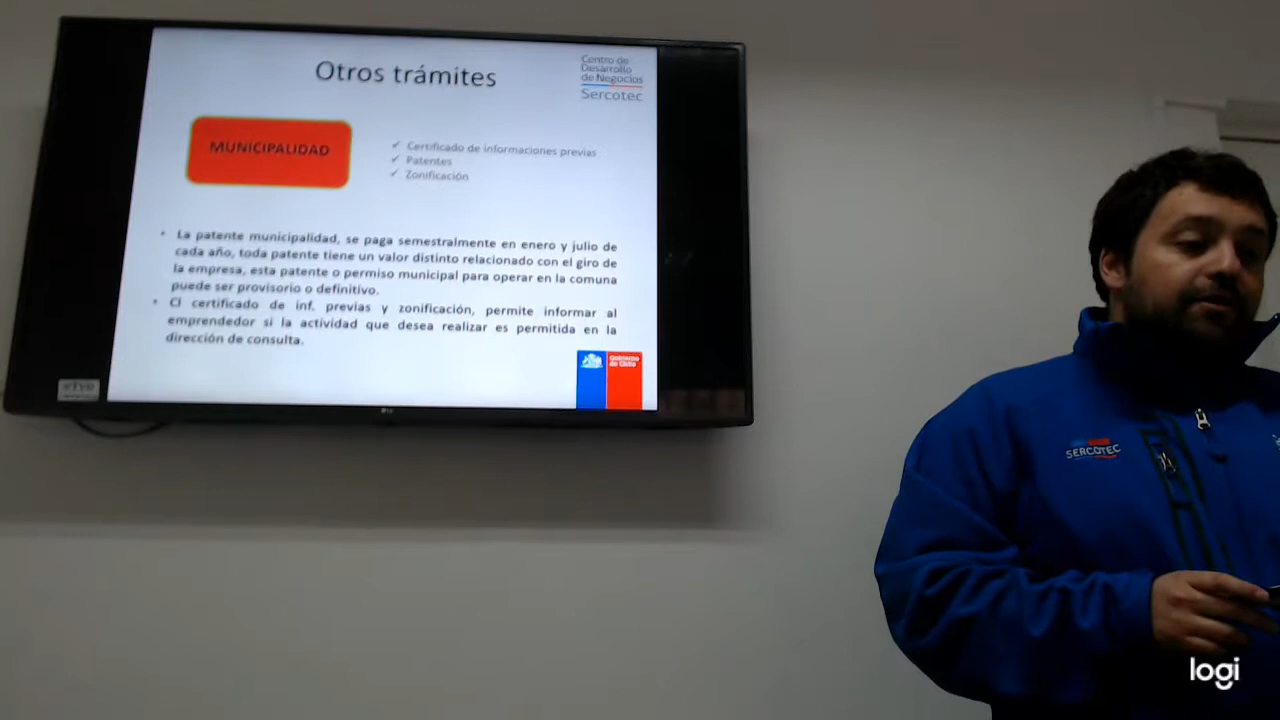 Otros trámites
Centro de
Desarrollo
de Negocios
Sercotec
MUNICIPALIDAD
✓ Certificado de informaciones previas
✓ Patentes
✓ Zonificación
• La patente municipalidad, se paga semestralmente en enero y julio de
cada año, toda patente tiene un valor distinto relacionado con el giro de
la empresa, esta patente o permiso municipal para operar en la comuna
puede ser provisorio o definitivo.
• El certificado de inf. previas y zonificación, permite informar al
emprendedor si la actividad que desea realizar es permitida en la
dirección de consulta.
Gobierno
de Chile
vivo
LG
SERCOTEC
logi